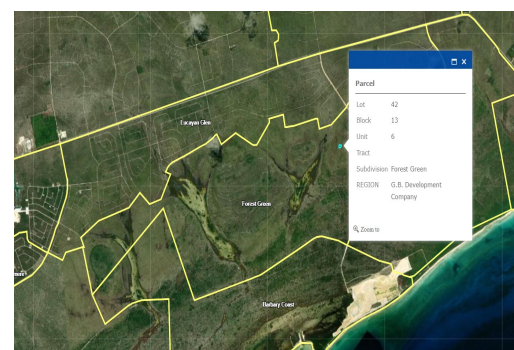 Parcel
Lot 42
Block 13
Unit 6
Tract
Subdivision Forest Green
REGION G.B. Development
Company
Zoom to
Lucayan Glen
Forest Green
Barbary Coast